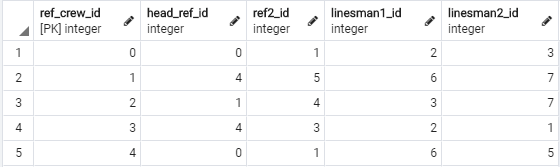 ref_crew_id head_ref_id ref2_id linesman1_id linesman2_id
[PK] integer integer integer integer integer
1 0 0 1 2 3
2 1 4 5 6 7
3 2 1 4 3 7
4 3 4 3 2 1
5 4 0 1 6 5